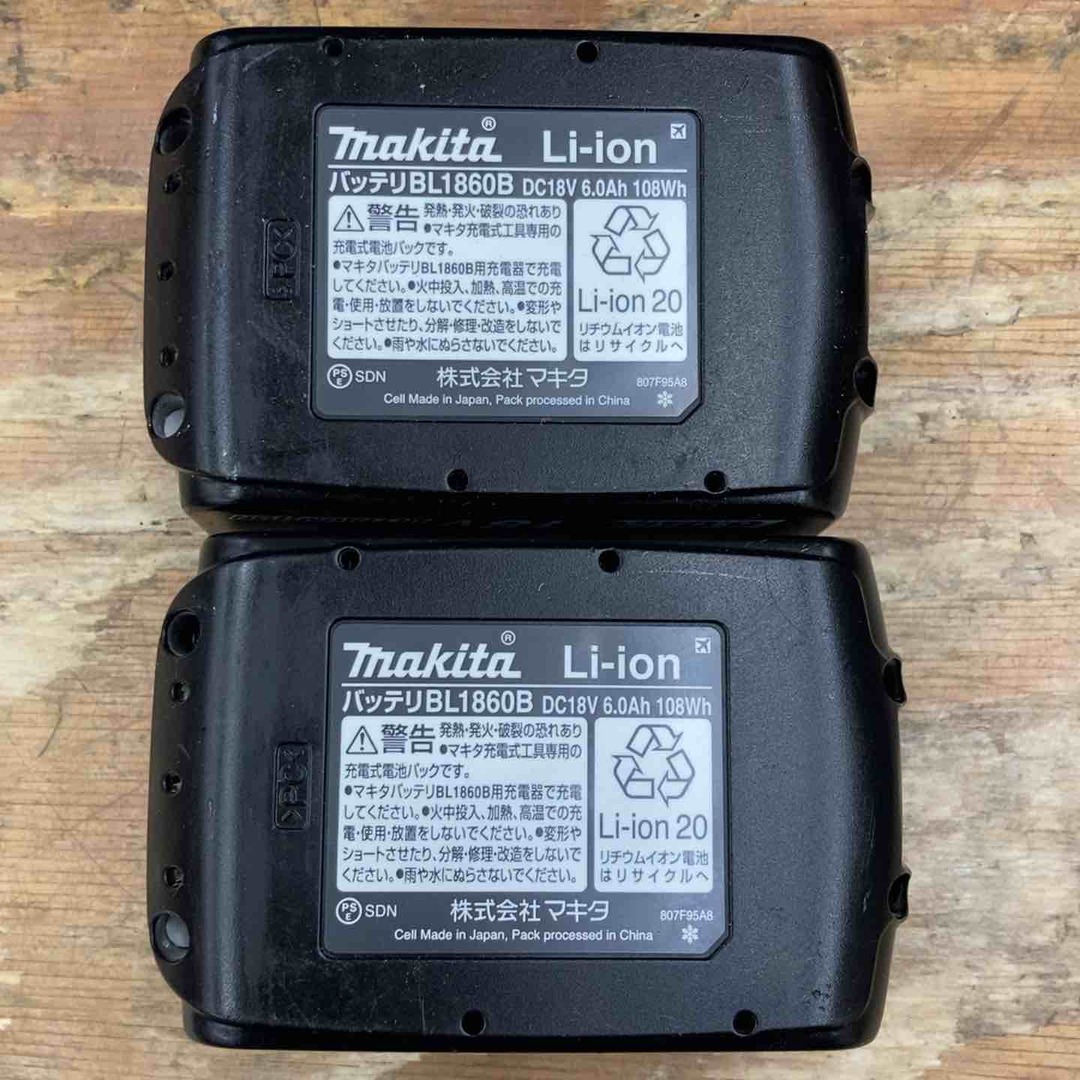 makita® Li-ion
バッテリBL1860B DC18V 6.0Ah 108Wh
⚠警告 発熱・発火・破裂の恐れあり
●マキタ充電式工具専用の
充電式電池パックです。
●マキタバッテリBL1860B用充電器で充電
してください。●火中投入、加熱、高温での充
電・使用・放置をしないでください。●変形や
ショートさせたり、分解・修理・改造をしないで
ください。●雨や水にぬらさないでください。
Li-ion 20
リチウムイオン電池
はリサイクルへ
PSE SDN 株式会社マキタ 807F95A8
Cell Made in Japan, Pack processed in China
>PC<
makita® Li-ion
バッテリBL1860B DC18V 6.0Ah 108Wh
⚠警告 発熱・発火・破裂の恐れあり
●マキタ充電式工具専用の
充電式電池パックです。
●マキタバッテリBL1860B用充電器で充電
してください。●火中投入、加熱、高温での充
電・使用・放置をしないでください。●変形や
ショートさせたり、分解・修理・改造をしないで
ください。●雨や水にぬらさないでください。
Li-ion 20
リチウムイオン電池
はリサイクルへ
PSE SDN 株式会社マキタ 807F95A8
Cell Made in Japan, Pack processed in China
>PC<